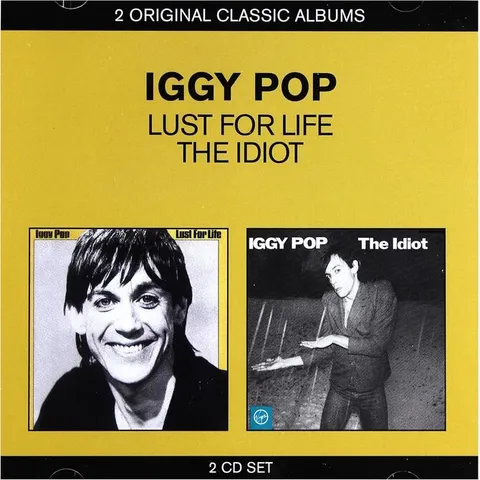 2 ORIGINAL CLASSIC ALBUMS
IGGY POP
LUST FOR LIFE
THE IDIOT
Iggy Pop Lust For Life
IGGY POP The Idiot
Virgin
2 CD SET